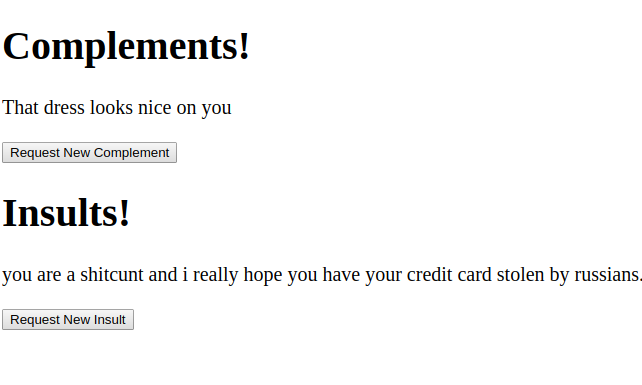 Complements!
That dress looks nice on you
Request New Complement
Insults!
you are a shitcunt and i really hope you have your credit card stolen by russians.
Request New Insult